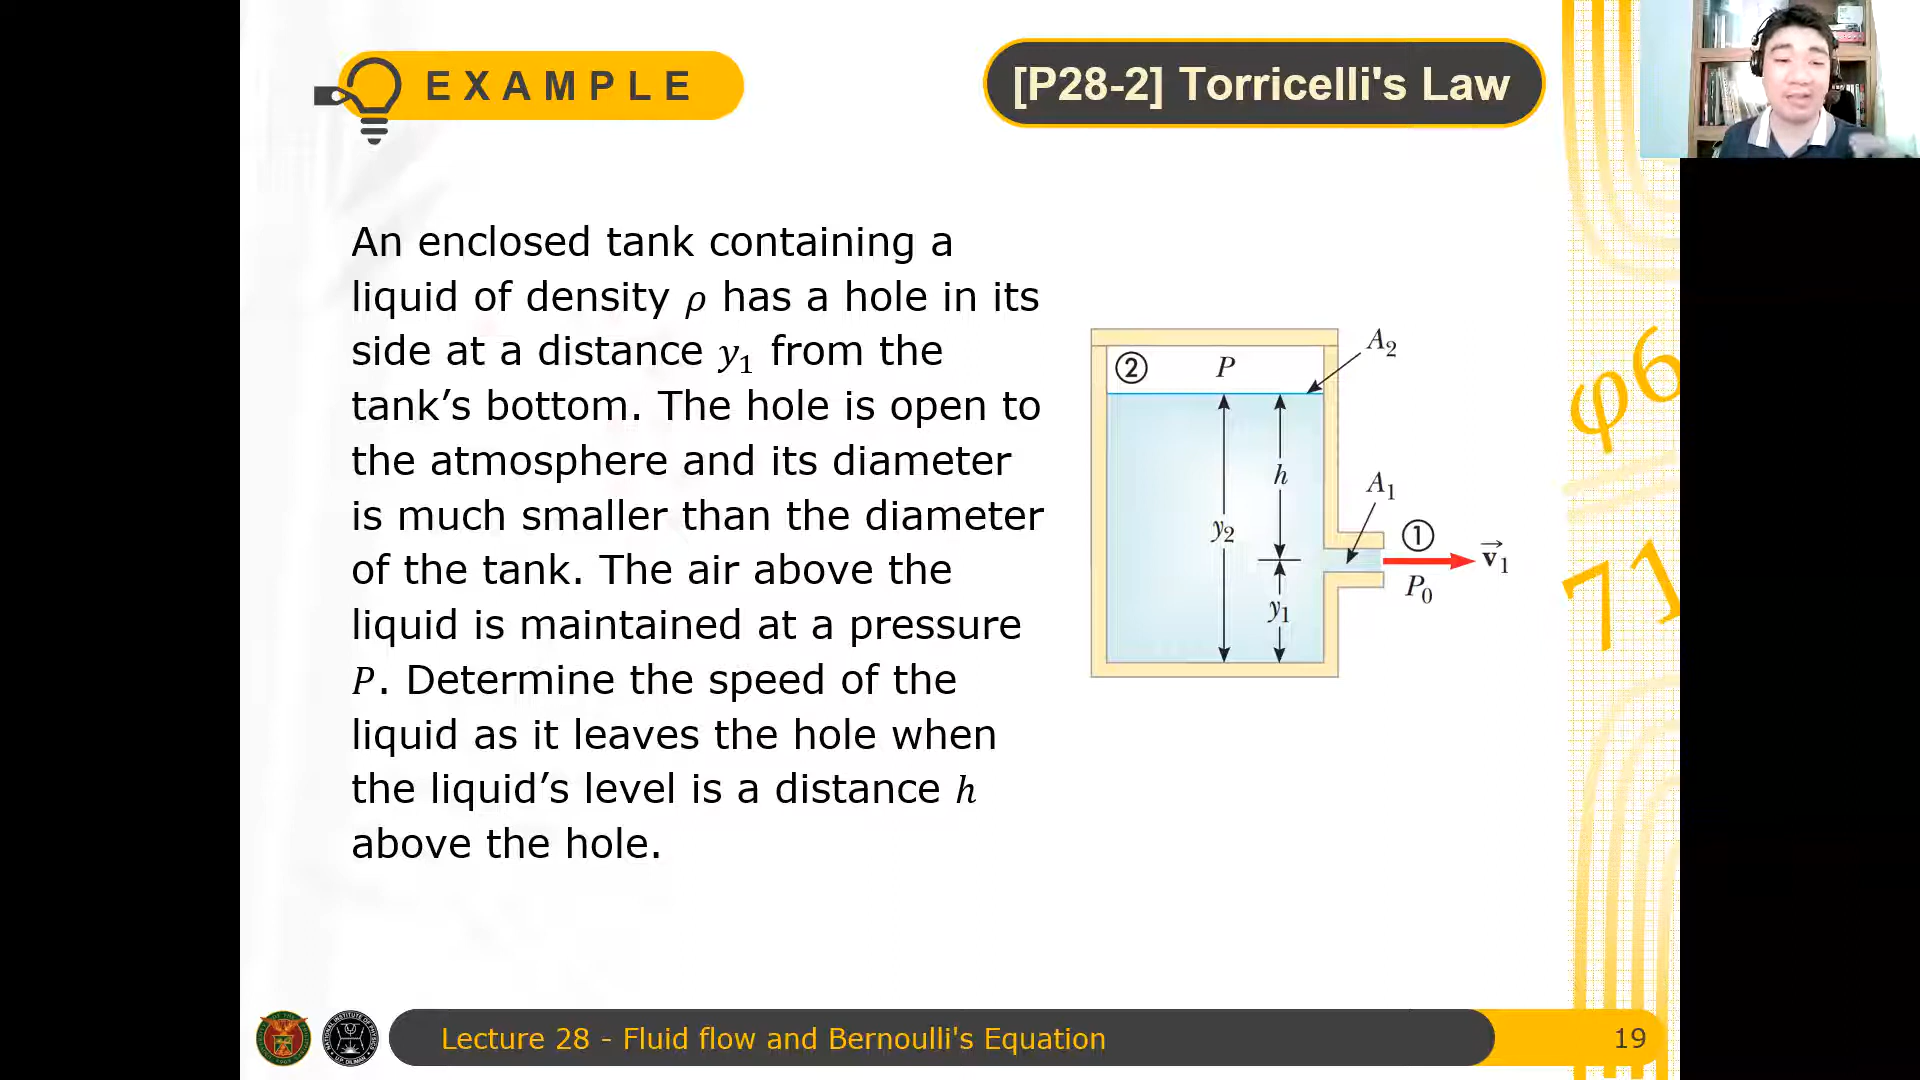 EXAMPLE
[P28-2] Torricelli's Law
An enclosed tank containing a
liquid of density ρ has a hole in its
side at a distance y₁ from the
tank’s bottom. The hole is open to
the atmosphere and its diameter
is much smaller than the diameter
of the tank. The air above the
liquid is maintained at a pressure
P. Determine the speed of the
liquid as it leaves the hole when
the liquid’s level is a distance h
above the hole.
② P
A₂
h
A₁
y₂
①
v⃗₁
P₀
y₁
φ6
71
Lecture 28 - Fluid flow and Bernoulli's Equation
19